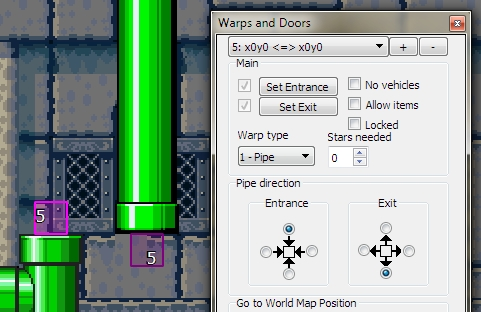 Warps and Doors
5: x0y0 <=> x0y0
+
-
Main
Set Entrance
No vehicles
Set Exit
Allow items
Locked
Warp type
Stars needed
1 - Pipe
0
Pipe direction
Entrance
Exit
5
5
Go to World Map Position